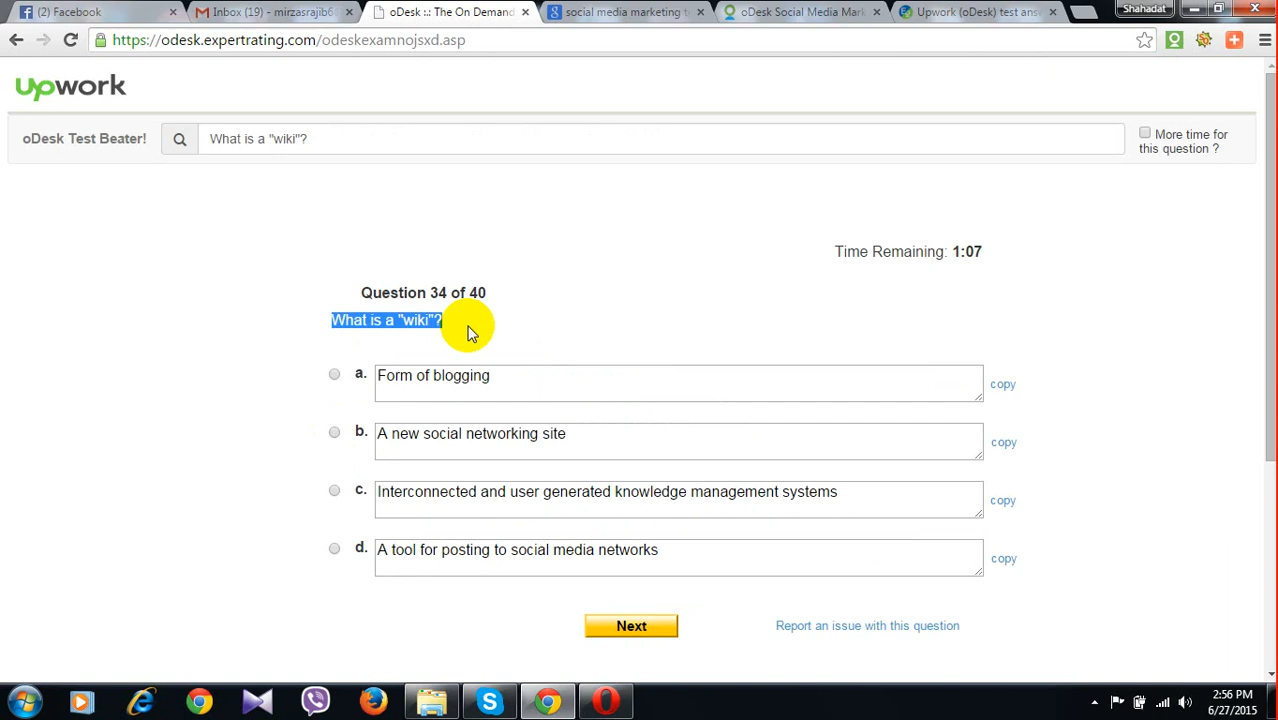 (2) Facebook
Inbox (19) - mirzasrajib6
oDesk ::. The On Demand
social media marketing t
oDesk Social Media Mark
Upwork (oDesk) test ans
Shahadat
https://odesk.expertrating.com/odeskexamnojsxd.asp
upwork
oDesk Test Beater!
What is a "wiki"?
More time for
this question ?
Time Remaining: 1:07
Question 34 of 40
What is a "wiki"?
a. Form of blogging
copy
b. A new social networking site
copy
c. Interconnected and user generated knowledge management systems
copy
d. A tool for posting to social media networks
copy
Next
Report an issue with this question
2:56 PM
6/27/2015